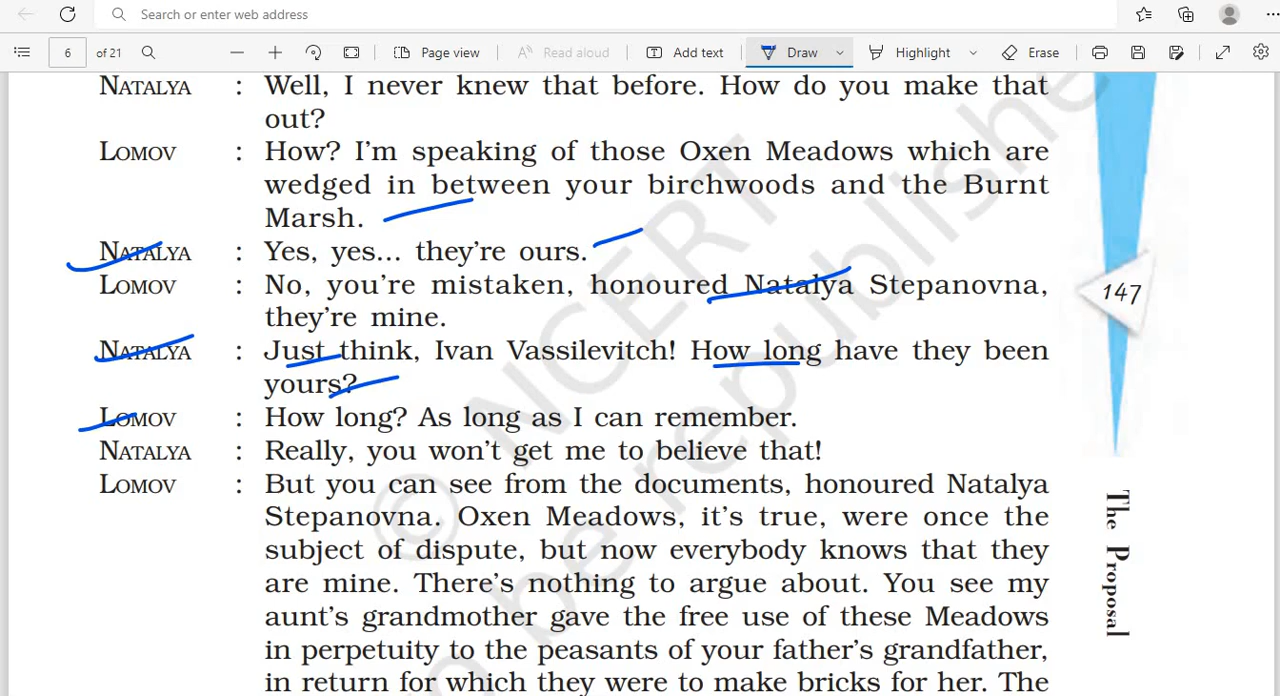 Search or enter web address
6 of 21 Page view Read aloud Add text Draw Highlight Erase
NATALYA : Well, I never knew that before. How do you make that
out?
LOMOV : How? I'm speaking of those Oxen Meadows which are
wedged in between your birchwoods and the Burnt
Marsh.
NATALYA : Yes, yes... they're ours.
LOMOV : No, you're mistaken, honoured Natalya Stepanovna,
they're mine.
NATALYA : Just think, Ivan Vassilevitch! How long have they been
yours?
LOMOV : How long? As long as I can remember.
NATALYA : Really, you won't get me to believe that!
LOMOV : But you can see from the documents, honoured Natalya
Stepanovna. Oxen Meadows, it's true, were once the
subject of dispute, but now everybody knows that they
are mine. There's nothing to argue about. You see my
aunt's grandmother gave the free use of these Meadows
in perpetuity to the peasants of your father's grandfather,
in return for which they were to make bricks for her. The
147
The Proposal
© NCERT
be republished